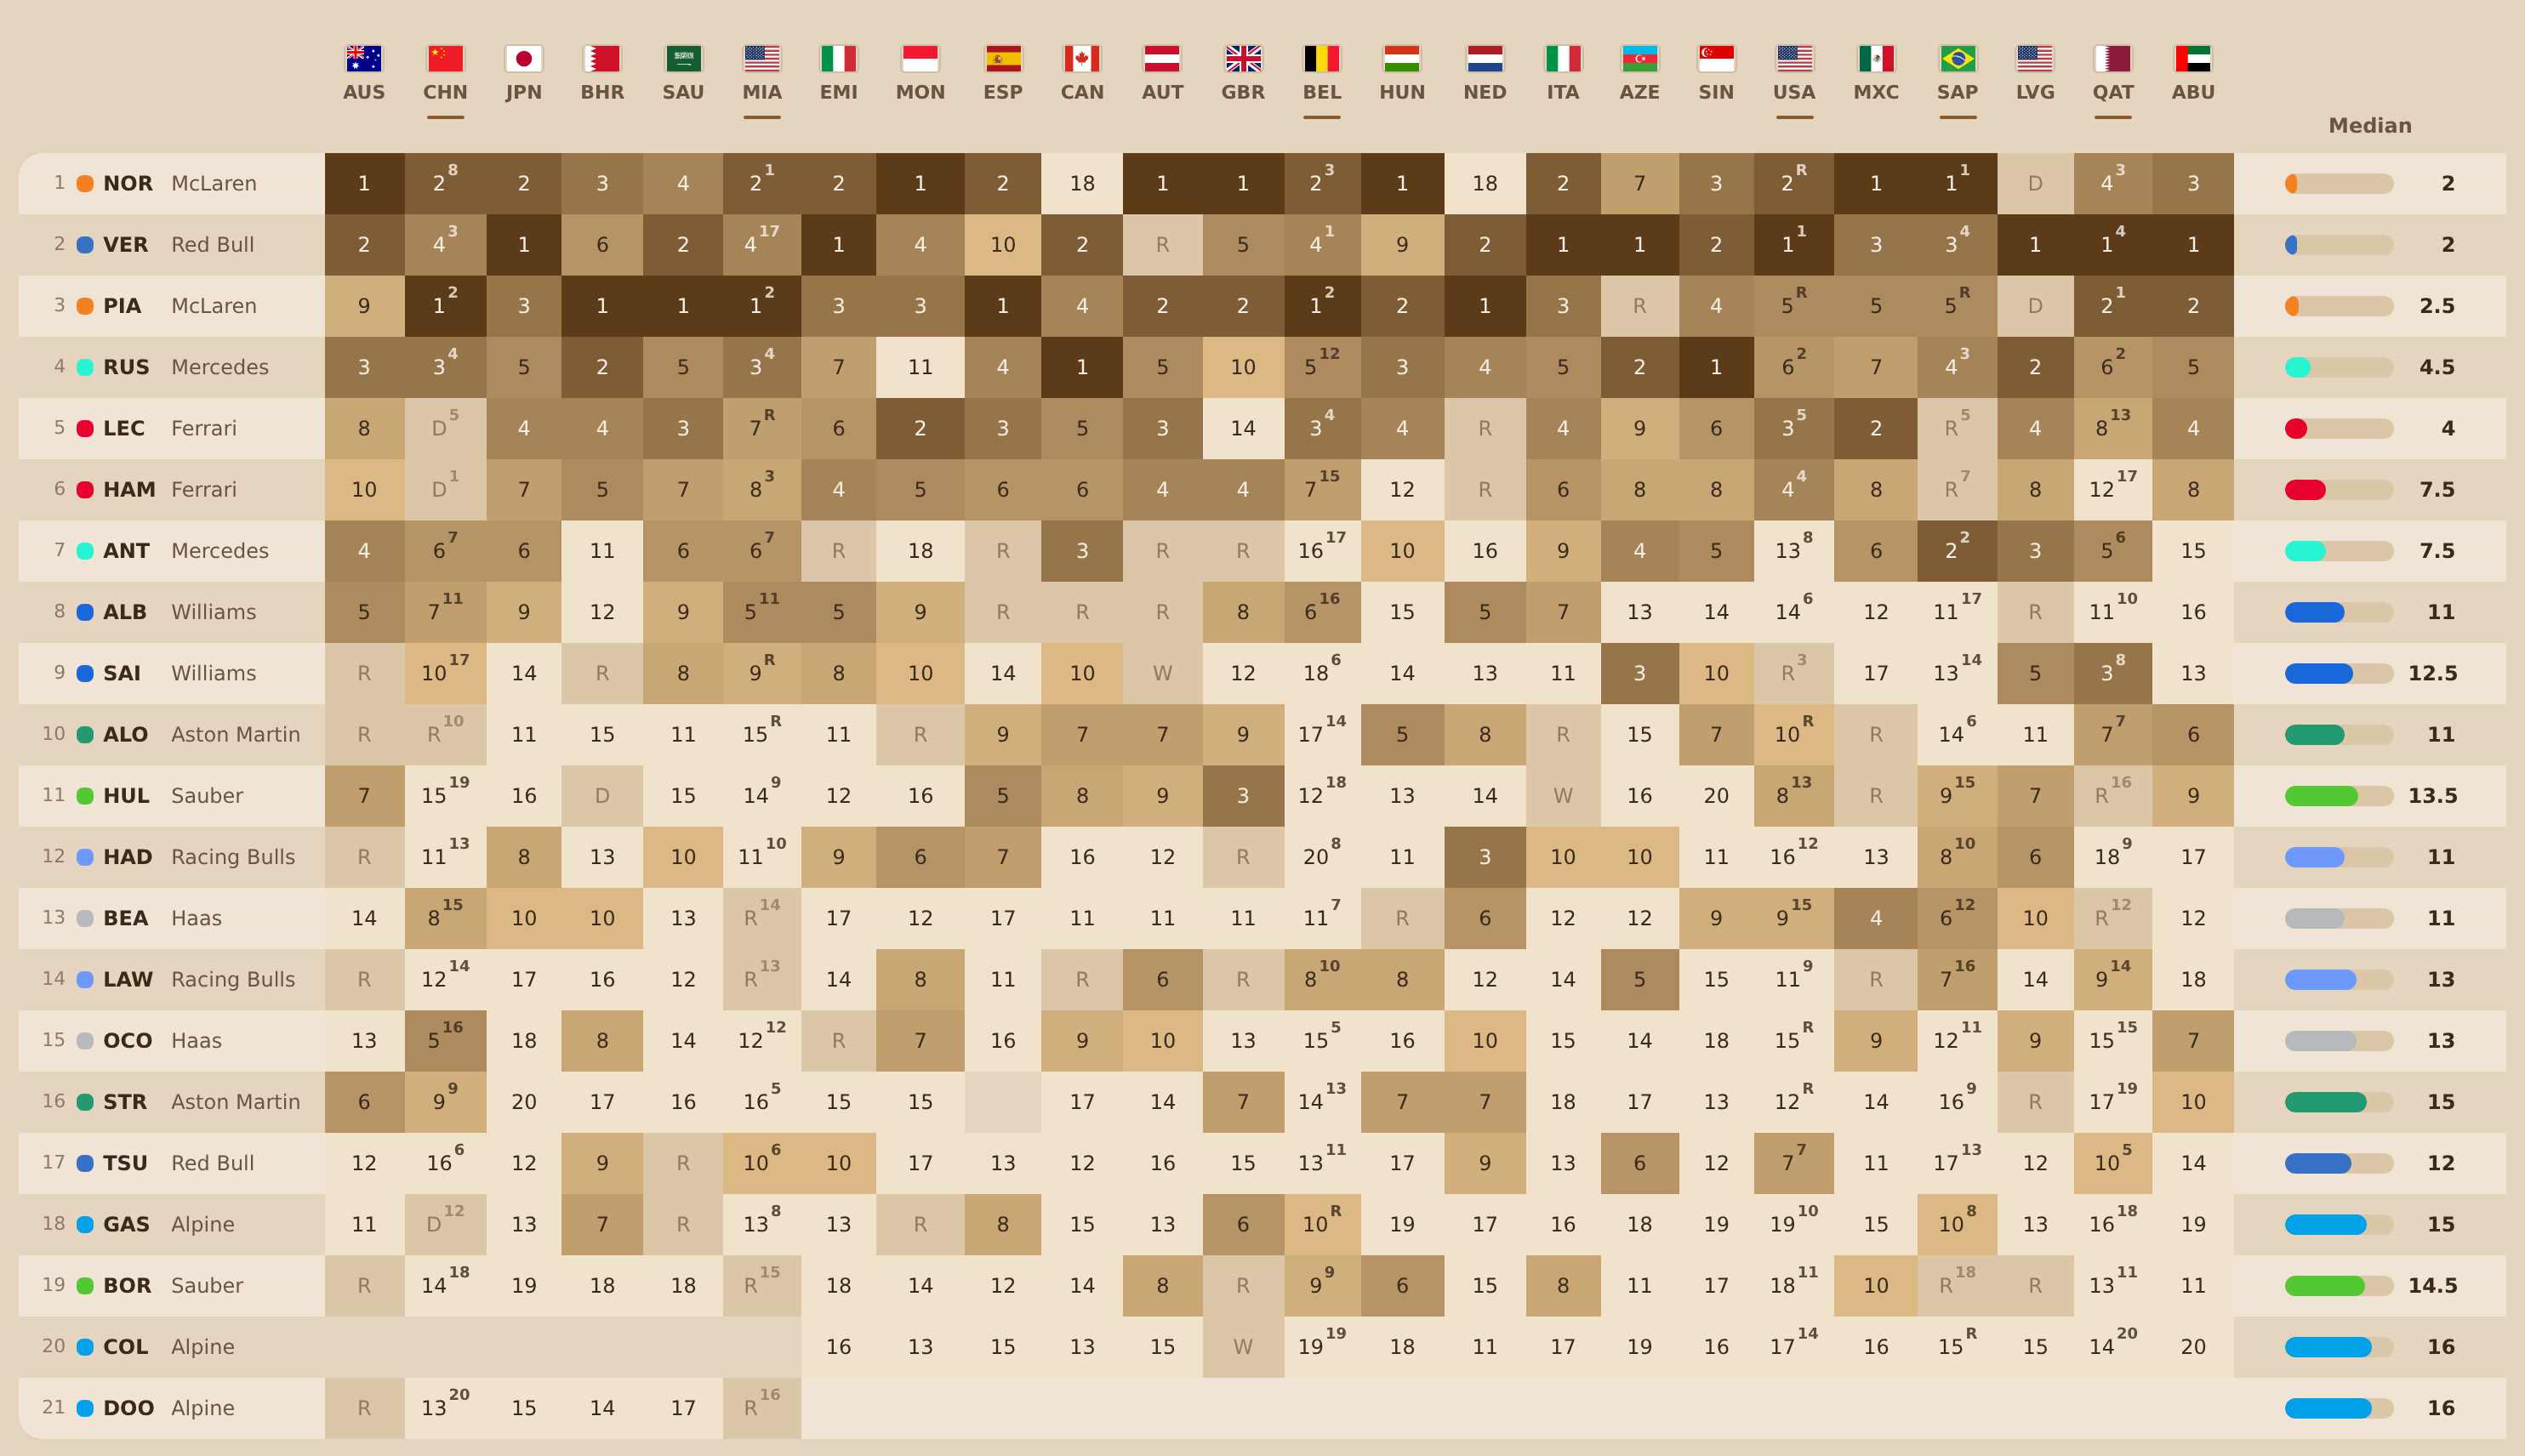 AUS CHN JPN BHR SAU MIA EMI MON ESP CAN AUT GBR BEL HUN NED ITA AZE SIN USA MXC SAP LVG QAT ABU
Median
1 NOR McLaren 1 2 8 2 3 4 2 1 2 1 2 18 1 1 2 3 1 18 2 7 3 2 R 1 1 1 D 4 3 3 2
2 VER Red Bull 2 4 3 1 6 2 4 17 1 4 10 2 R 5 4 1 9 2 1 1 2 1 1 3 3 4 1 1 4 1 2
3 PIA McLaren 9 1 2 3 1 1 1 2 3 3 1 4 2 2 1 2 2 1 3 R 4 5 R 5 5 R D 2 1 2 2.5
4 RUS Mercedes 3 3 4 5 2 5 3 4 7 11 4 1 5 10 5 12 3 4 5 2 1 6 2 7 4 3 2 6 2 5 4.5
5 LEC Ferrari 8 D 5 4 4 3 7 R 6 2 3 5 3 14 3 4 4 R 4 9 6 3 5 2 R 5 4 8 13 4 4
6 HAM Ferrari 10 D 1 7 5 7 8 3 4 5 6 6 4 4 7 15 12 R 6 8 8 4 4 8 R 7 8 12 17 8 7.5
7 ANT Mercedes 4 6 7 6 11 6 6 7 R 18 R 3 R R 16 17 10 16 9 4 5 13 8 6 2 2 3 5 6 15 7.5
8 ALB Williams 5 7 11 9 12 9 5 11 5 9 R R R 8 6 16 15 5 7 13 14 14 6 12 11 17 R 11 10 16 11
9 SAI Williams R 10 17 14 R 8 9 R 8 10 14 10 W 12 18 6 14 13 11 3 10 R 3 17 13 14 5 3 8 13 12.5
10 ALO Aston Martin R R 10 11 15 11 15 R 11 R 9 7 7 9 17 14 5 8 R 15 7 10 R R 14 6 11 7 7 6 11
11 HUL Sauber 7 15 19 16 D 15 14 9 12 16 5 8 9 3 12 18 13 14 W 16 20 8 13 R 9 15 7 R 16 9 13.5
12 HAD Racing Bulls R 11 13 8 13 10 11 10 9 6 7 16 12 R 20 8 11 3 10 10 11 16 12 13 8 10 6 18 9 17 11
13 BEA Haas 14 8 15 10 10 13 R 14 17 12 17 11 11 11 11 7 R 6 12 12 9 9 15 4 6 12 10 R 12 12 11
14 LAW Racing Bulls R 12 14 17 16 12 R 13 14 8 11 R 6 R 8 10 8 12 14 5 15 11 9 R 7 16 14 9 14 18 13
15 OCO Haas 13 5 16 18 8 14 12 12 R 7 16 9 10 13 15 5 16 10 15 14 18 15 R 9 12 11 9 15 15 7 13
16 STR Aston Martin 6 9 9 20 17 16 16 5 15 15 17 14 7 14 13 7 7 18 17 13 12 R 14 16 9 R 17 19 10 15
17 TSU Red Bull 12 16 6 12 9 R 10 6 10 17 13 12 16 15 13 11 17 9 13 6 12 7 7 11 17 13 12 10 5 14 12
18 GAS Alpine 11 D 12 13 7 R 13 8 13 R 8 15 13 6 10 R 19 17 16 18 19 19 10 15 10 8 13 16 18 19 15
19 BOR Sauber R 14 18 19 18 18 R 15 18 14 12 14 8 R 9 9 6 15 8 11 17 18 11 10 R 18 R 13 11 11 14.5
20 COL Alpine 16 13 15 13 15 W 19 19 18 11 17 19 16 17 14 16 15 R 15 14 20 20 16
21 DOO Alpine R 13 20 15 14 17 R 16 16